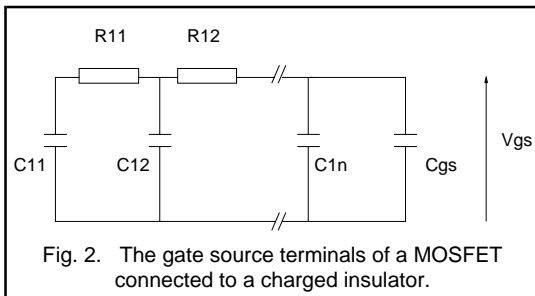 R11 R12
C11 C12 C1n Cgs Vgs
Fig. 2. The gate source terminals of a MOSFET
connected to a charged insulator.